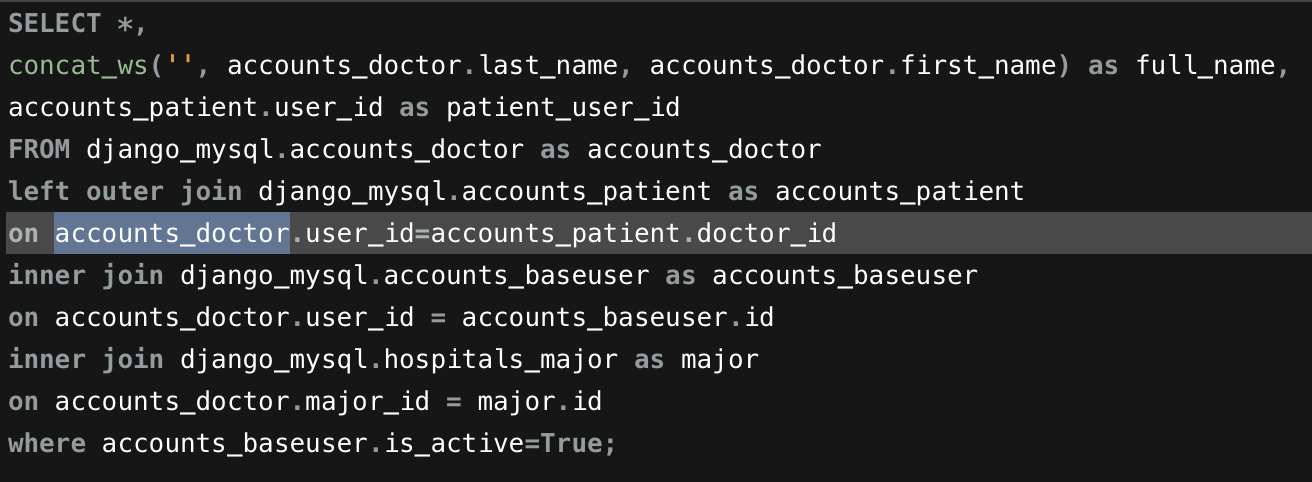 SELECT *,
concat_ws('', accounts_doctor.last_name, accounts_doctor.first_name) as full_name,
accounts_patient.user_id as patient_user_id
FROM django_mysql.accounts_doctor as accounts_doctor
left outer join django_mysql.accounts_patient as accounts_patient
on accounts_doctor.user_id=accounts_patient.doctor_id
inner join django_mysql.accounts_baseuser as accounts_baseuser
on accounts_doctor.user_id = accounts_baseuser.id
inner join django_mysql.hospitals_major as major
on accounts_doctor.major_id = major.id
where accounts_baseuser.is_active=True;